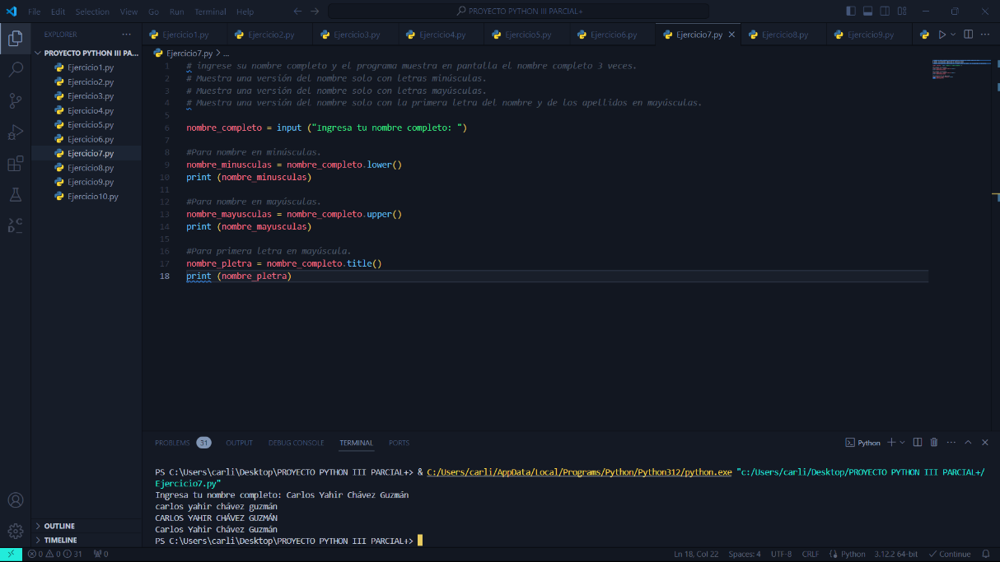 File Edit Selection View Go Run Terminal Help PROYECTO PYTHON III PARCIAL+
EXPLORER
Ejercicio1.py Ejercicio2.py Ejercicio3.py Ejercicio4.py Ejercicio5.py Ejercicio6.py Ejercicio7.py Ejercicio8.py Ejercicio9.py
PROYECTO PYTHON III PA...
Ejercicio1.py
Ejercicio2.py
Ejercicio3.py
Ejercicio4.py
Ejercicio5.py
Ejercicio6.py
Ejercicio7.py
Ejercicio8.py
Ejercicio9.py
Ejercicio10.py
OUTLINE
TIMELINE
Ejercicio7.py > ...
1 # ingrese su nombre completo y el programa muestra en pantalla el nombre completo 3 veces.
2 # Muestra una versión del nombre solo con letras minúsculas.
3 # Muestra una versión del nombre solo con letras mayúsculas.
4 # Muestra una versión del nombre solo con la primera letra del nombre y de los apellidos en mayúsculas.
5
6 nombre_completo = input ("Ingresa tu nombre completo: ")
7
8 #Para nombre en minúsculas.
9 nombre_minusculas = nombre_completo.lower()
10 print (nombre_minusculas)
11
12 #Para nombre en mayúsculas.
13 nombre_mayusculas = nombre_completo.upper()
14 print (nombre_mayusculas)
15
16 #Para primera letra en mayúscula.
17 nombre_pletra = nombre_completo.title()
18 print (nombre_pletra)
PROBLEMS 31 OUTPUT DEBUG CONSOLE TERMINAL PORTS Python
PS C:\Users\carli\Desktop\PROYECTO PYTHON III PARCIAL+> & C:/Users/carli/AppData/Local/Programs/Python/Python312/python.exe "c:/Users/carli/Desktop/PROYECTO PYTHON III PARCIAL+/
Ejercicio7.py"
Ingresa tu nombre completo: Carlos Yahir Chávez Guzmán
carlos yahir chávez guzmán
CARLOS YAHIR CHÁVEZ GUZMÁN
Carlos Yahir Chávez Guzmán
PS C:\Users\carli\Desktop\PROYECTO PYTHON III PARCIAL+>
0 0 31 0 Ln 18, Col 22 Spaces: 4 UTF-8 CRLF Python 3.12.2 64-bit Continue